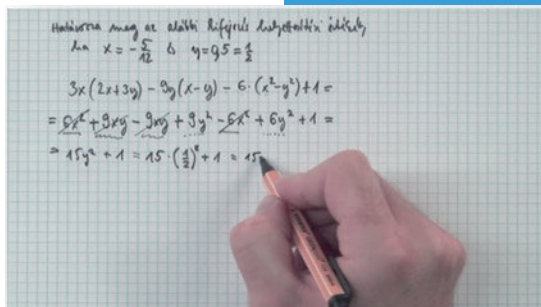 Határozza meg az alábbi kifejezés helyettesítési értékét,
ha x = -5/12 és y=0,5=1/2
3x(2x+3y) - 9y(x-y) - 6·(x²-y²)+1=
= 6x² + 9xy - 9xy + 9y² - 6x² + 6y² + 1 =
= 15y² + 1 = 15·(1/2)² + 1 = 15